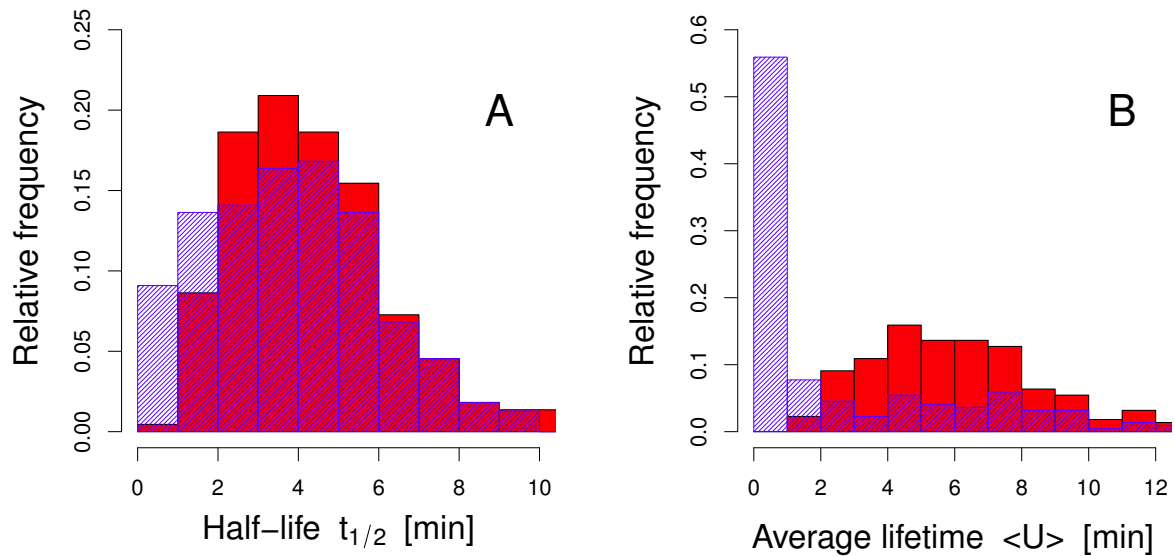 A
Relative frequency
0.00 0.05 0.10 0.15 0.20 0.25
0 2 4 6 8 10
Half−life t1/2 [min]
B
Relative frequency
0.0 0.1 0.2 0.3 0.4 0.5 0.6
0 2 4 6 8 10 12
Average lifetime <U> [min]